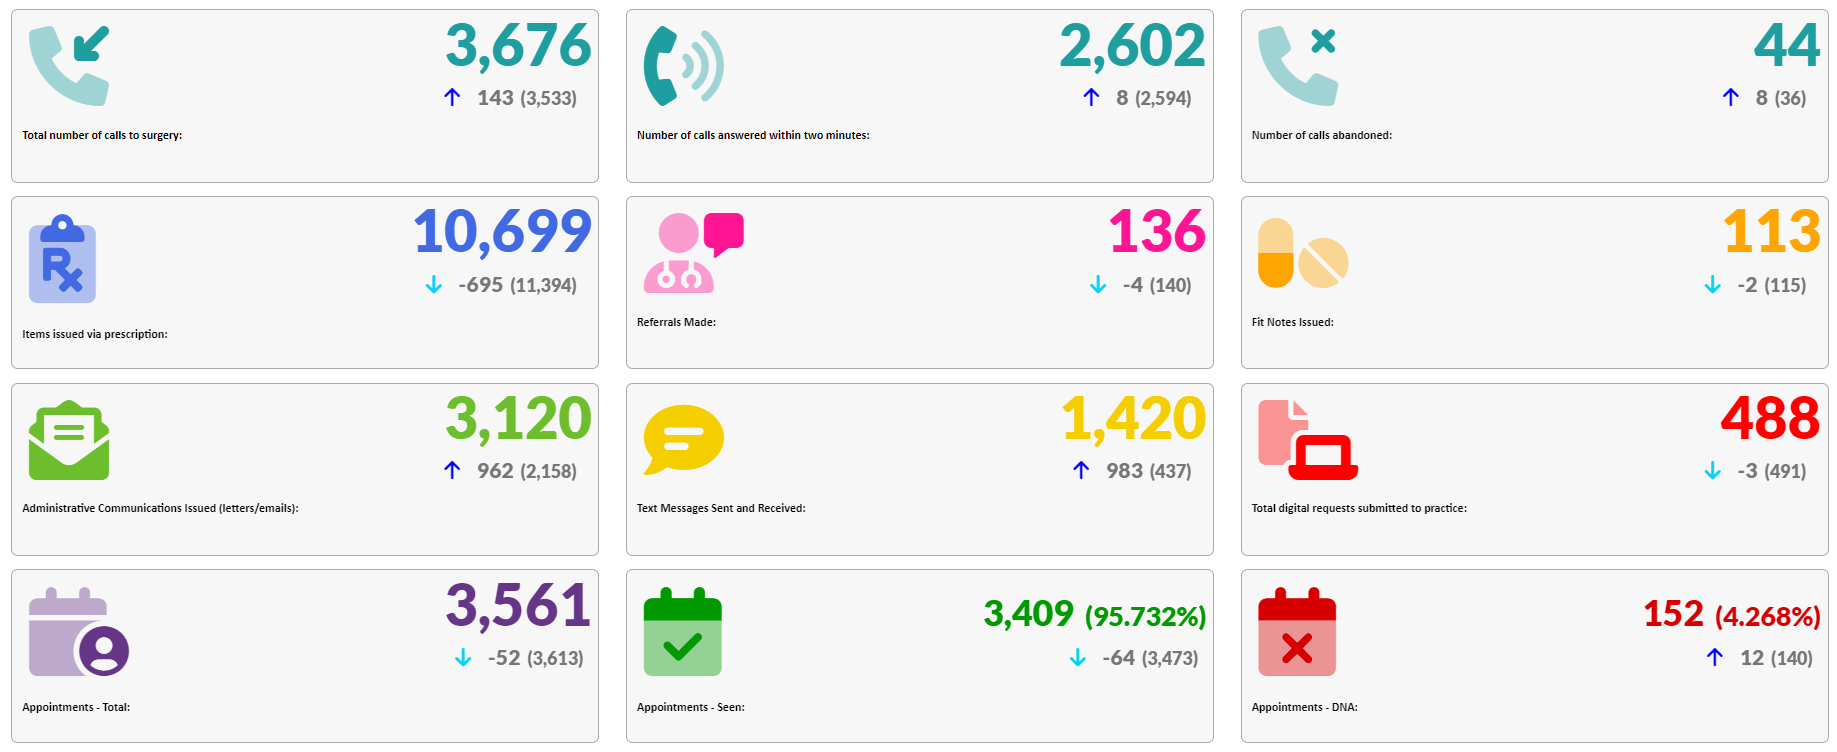 3,676
↑ 143 (3,533)
Total number of calls to surgery:
2,602
↑ 8 (2,594)
Number of calls answered within two minutes:
44
↑ 8 (36)
Number of calls abandoned:
Rx
10,699
↓ -695 (11,394)
Items issued via prescription:
136
↓ -4 (140)
Referrals Made:
113
↓ -2 (115)
Fit Notes Issued:
3,120
↑ 962 (2,158)
Administrative Communications Issued (letters/emails):
1,420
↑ 983 (437)
Text Messages Sent and Received:
488
↓ -3 (491)
Total digital requests submitted to practice:
3,561
↓ -52 (3,613)
Appointments - Total:
3,409 (95.732%)
↓ -64 (3,473)
Appointments - Seen:
152 (4.268%)
↑ 12 (140)
Appointments - DNA: